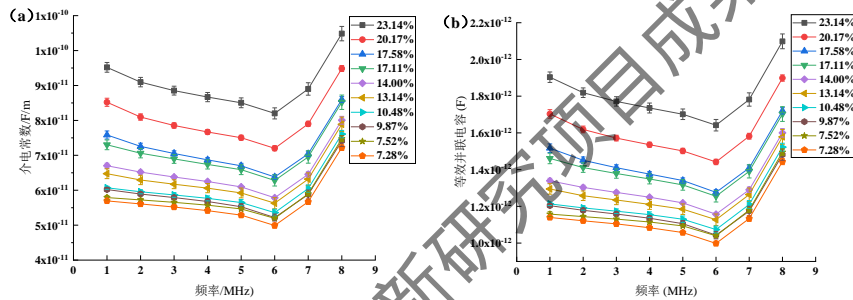 (a)
1x10⁻¹⁰
1x10⁻¹⁰
9x10⁻¹¹
8x10⁻¹¹
7x10⁻¹¹
6x10⁻¹¹
5x10⁻¹¹
4x10⁻¹¹
介电常数/F/m
0 1 2 3 4 5 6 7 8 9
频率/MHz)
23.14%
20.17%
17.58%
17.11%
14.00%
13.14%
10.48%
9.87%
7.52%
7.28%
(b)
2.2x10⁻¹²
2.0x10⁻¹²
1.8x10⁻¹²
1.6x10⁻¹²
1.4x10⁻¹²
1.2x10⁻¹²
1.0x10⁻¹²
等效并联电容 (F)
0 1 2 3 4 5 6 7 8 9
频率 (MHz)
23.14%
20.17%
17.58%
17.11%
14.00%
13.14%
10.48%
9.87%
7.52%
7.28%
新研究项目成果